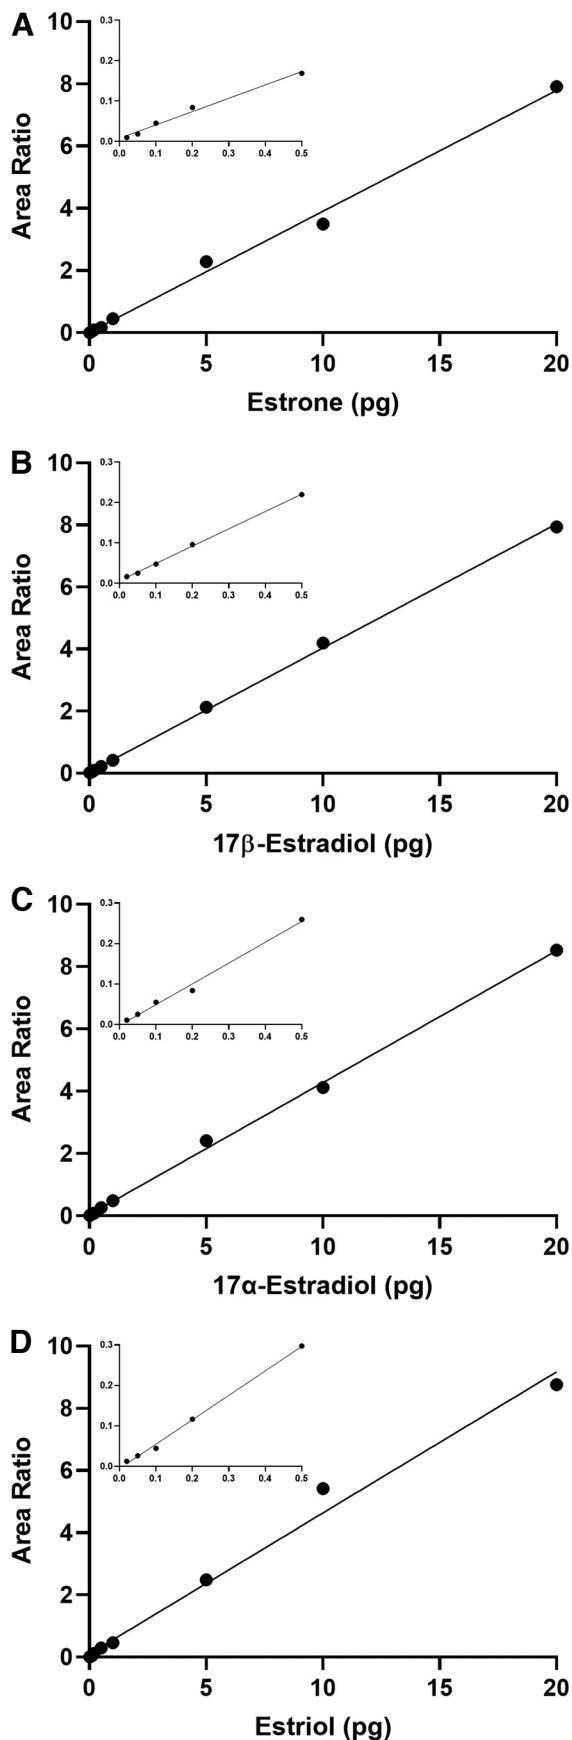 A
10
8
6
4
2
0
Area Ratio
0.3
0.2
0.1
0.0
0.0 0.1 0.2 0.3 0.4 0.5
0 5 10 15 20
Estrone (pg)
B
10
8
6
4
2
0
Area Ratio
0.3
0.2
0.1
0.0
0.0 0.1 0.2 0.3 0.4 0.5
0 5 10 15 20
17β-Estradiol (pg)
C
10
8
6
4
2
0
Area Ratio
0.3
0.2
0.1
0.0
0.0 0.1 0.2 0.3 0.4 0.5
0 5 10 15 20
17α-Estradiol (pg)
D
10
8
6
4
2
0
Area Ratio
0.3
0.2
0.1
0.0
0.0 0.1 0.2 0.3 0.4 0.5
0 5 10 15 20
Estriol (pg)